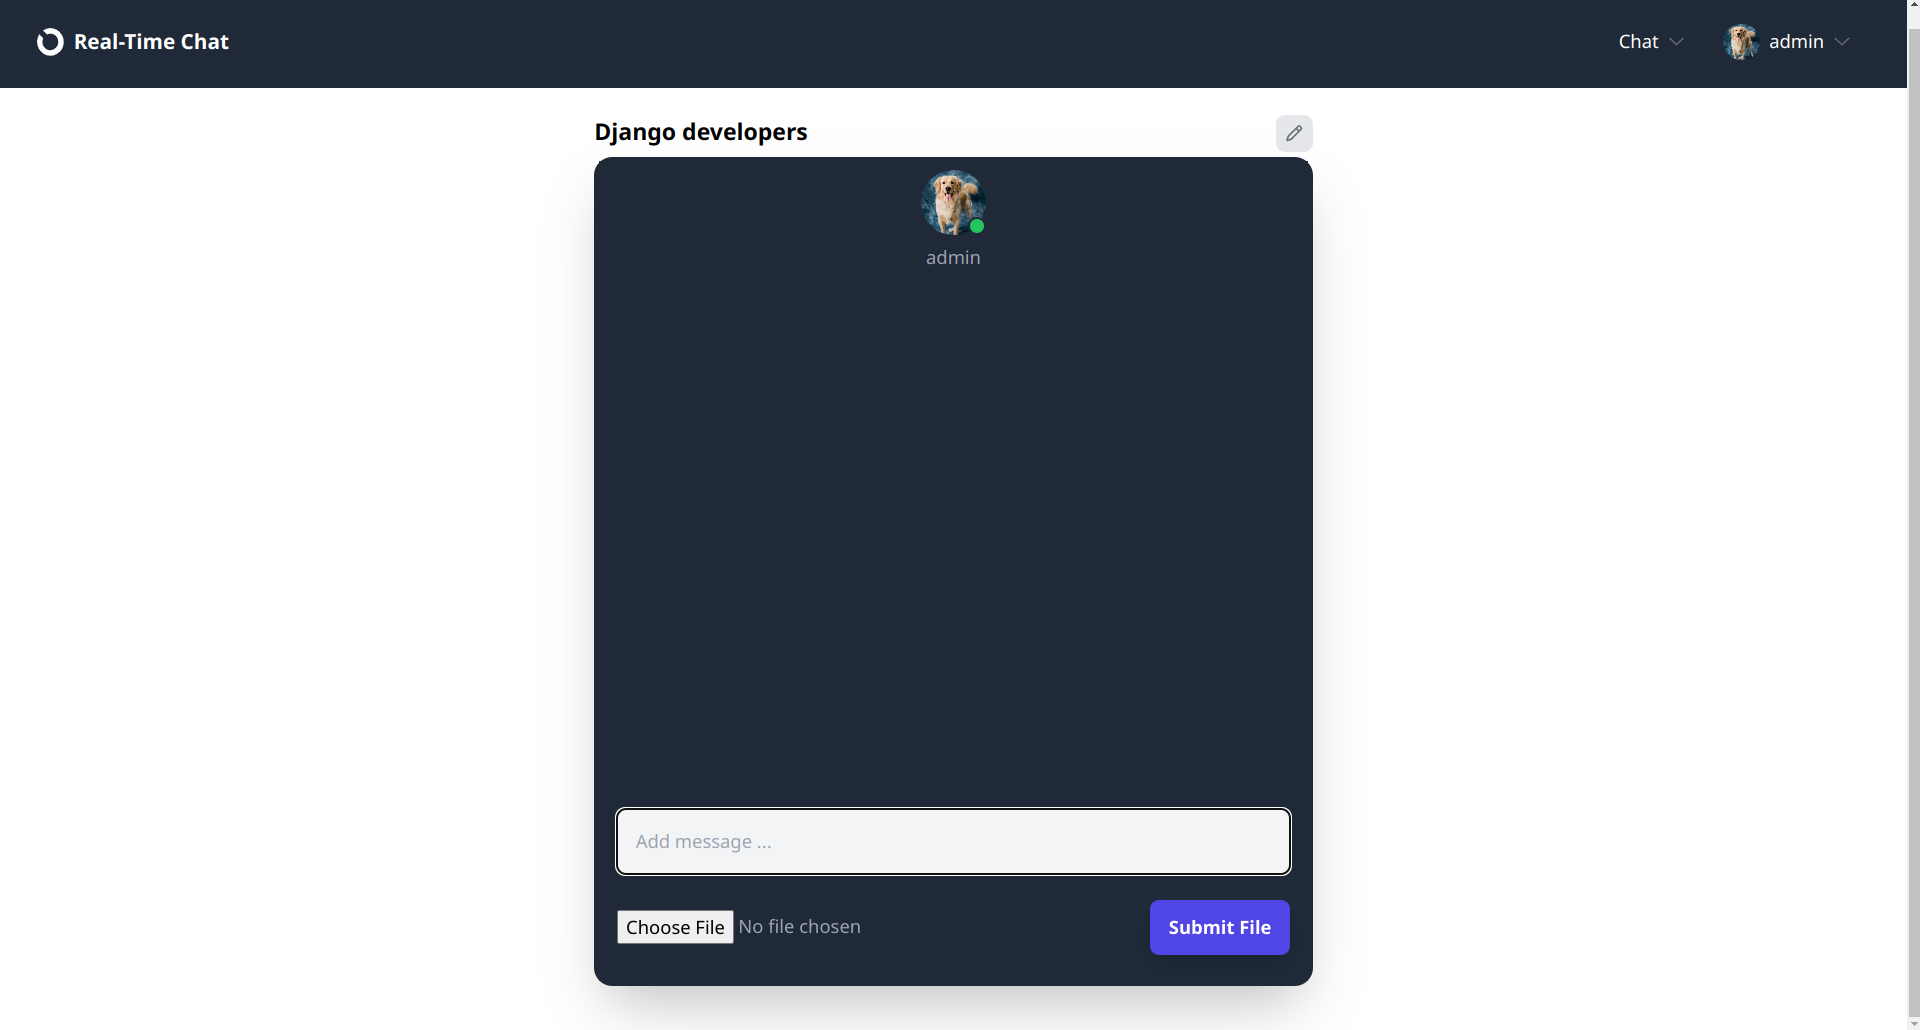 Real-Time Chat
Chat
admin
Django developers
admin
Add message ...
Choose File No file chosen
Submit File